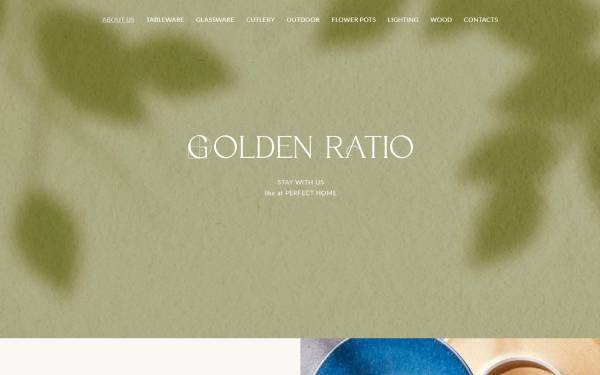 ABOUT US TABLEWARE GLASSWARE CUTLERY OUTDOOR FLOWER POTS LIGHTING WOOD CONTACTS
GOLDEN RATIO
STAY WITH US
like at PERFECT HOME